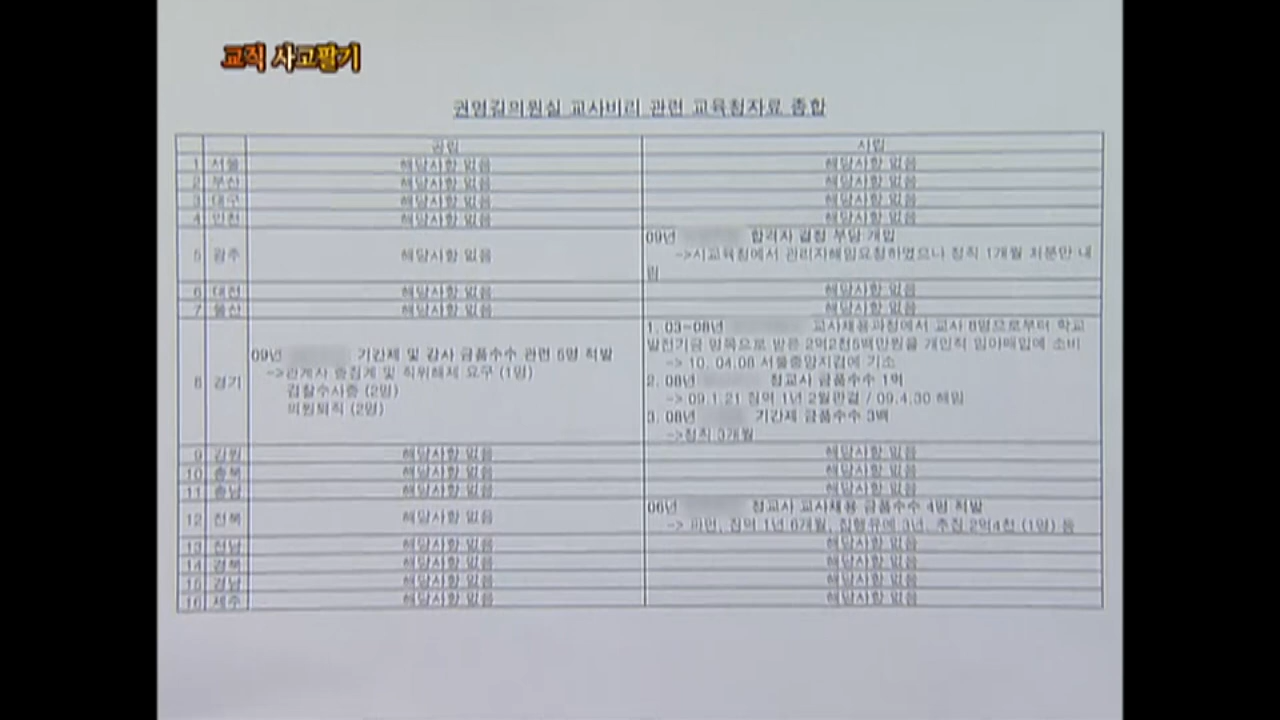 교직 사고팔기
권영길의원실 교사비리 관련 교육청자료 종합
공립 사립
1 서울 해당사항 없음 해당사항 없음
2 부산 해당사항 없음 해당사항 없음
3 대구 해당사항 없음 해당사항 없음
4 인천 해당사항 없음 해당사항 없음
5 광주 해당사항 없음
09년 합격자 결정 부당 개입
->시교육청에서 관리자해임요청하였으나 정직 1개월 처분만 내
림
6 대전 해당사항 없음 해당사항 없음
7 울산 해당사항 없음 해당사항 없음
8 경기
09년 기간제 및 강사 금품수수 관련 5명 적발
->관계자 중징계 및 직위해제 요구 (1명)
검찰수사중 (2명)
의원퇴직 (2명)
1. 03-08년 교사채용과정에서 교사 8명으로부터 학교
발전기금 명목으로 받은 2억2천5백만원을 개인적 임야매입에 소비
-> 10. 04.08 서울중앙지검에 기소
2. 08년 정교사 금품수수 1억
-> 09.1.21 징역 1년 2월판결 / 09.4.30 해임
3. 08년 기간제 금품수수 3백
->정직 3개월
9 강원 해당사항 없음 해당사항 없음
10 충북 해당사항 없음 해당사항 없음
11 충남 해당사항 없음 해당사항 없음
12 전북 해당사항 없음
06년 정교사 교사채용 금품수수 4명 적발
-> 파면, 징역 1년 6개월, 집행유예 3년, 추징 2억4천 (1명) 등
13 전남 해당사항 없음 해당사항 없음
14 경북 해당사항 없음 해당사항 없음
15 경남 해당사항 없음 해당사항 없음
16 제주 해당사항 없음 해당사항 없음